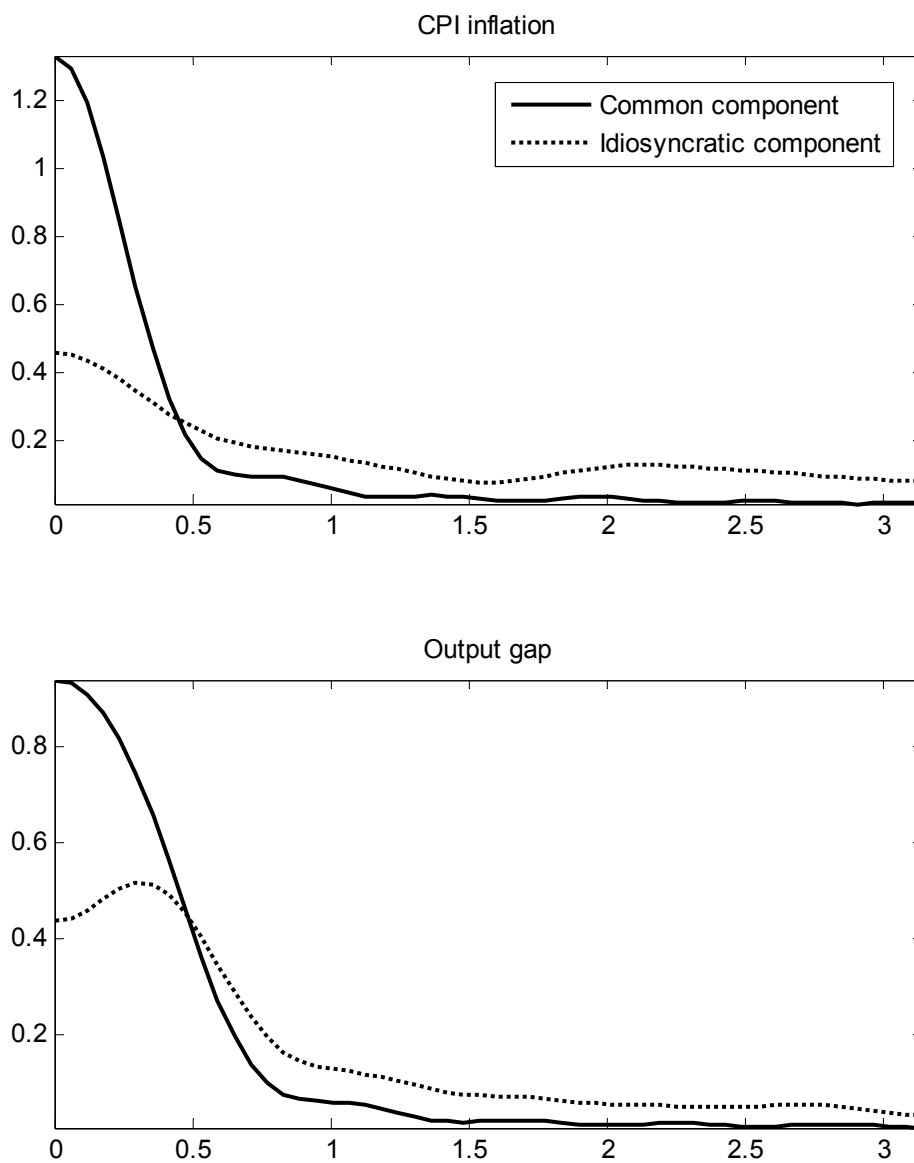 CPI inflation
1.2
1
0.8
0.6
0.4
0.2
Common component
Idiosyncratic component
0 0.5 1 1.5 2 2.5 3
Output gap
0.8
0.6
0.4
0.2
0 0.5 1 1.5 2 2.5 3